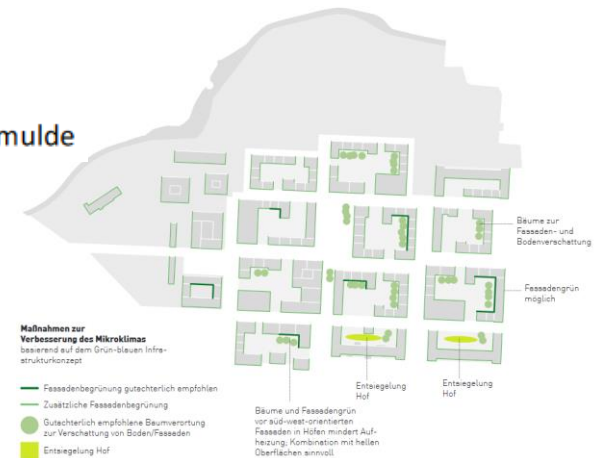 mulde
Bäume zur
Fassaden- und
Bodenverschattung
Fassadengrün
möglich
Maßnahmen zur
Verbesserung des Mikroklimas
basierend auf dem Grün-blauen Infra-
strukturkonzept
Fassadenbegrünung gutachterlich empfohlen
Zusätzliche Fassadenbegrünung
Gutachterlich empfohlene Baumverortung
zur Verschattung von Boden/Fassaden
Entsiegelung Hof
Bäume und Fassadengrün
vor süd-west-orientierten
Fassaden in Höfen mindert Auf-
heizung; Kombination mit hellen
Oberflächen sinnvoll
Entsiegelung
Hof
Entsiegelung
Hof